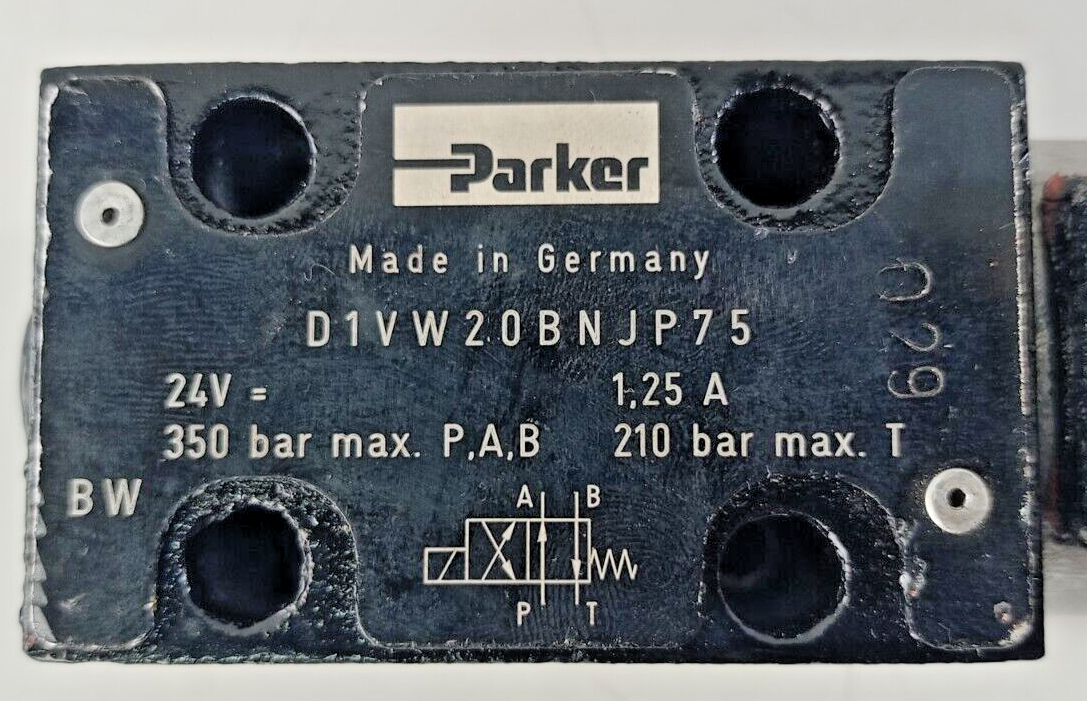 Parker
Made in Germany
D1VW20BNJP75
24V = 1,25 A
350 bar max. P,A,B 210 bar max. T
BW
A B
P T
029